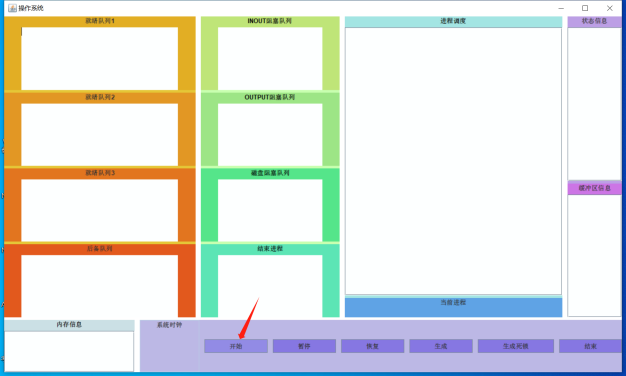 操作系统
就绪队列1
INOUT阻塞队列
进程调度
状态信息
就绪队列2
OUTPUT阻塞队列
就绪队列3
磁盘阻塞队列
缓冲区信息
后备队列
结束进程
当前进程
内存信息
系统时钟
开始
暂停
恢复
生成
生成死锁
结束